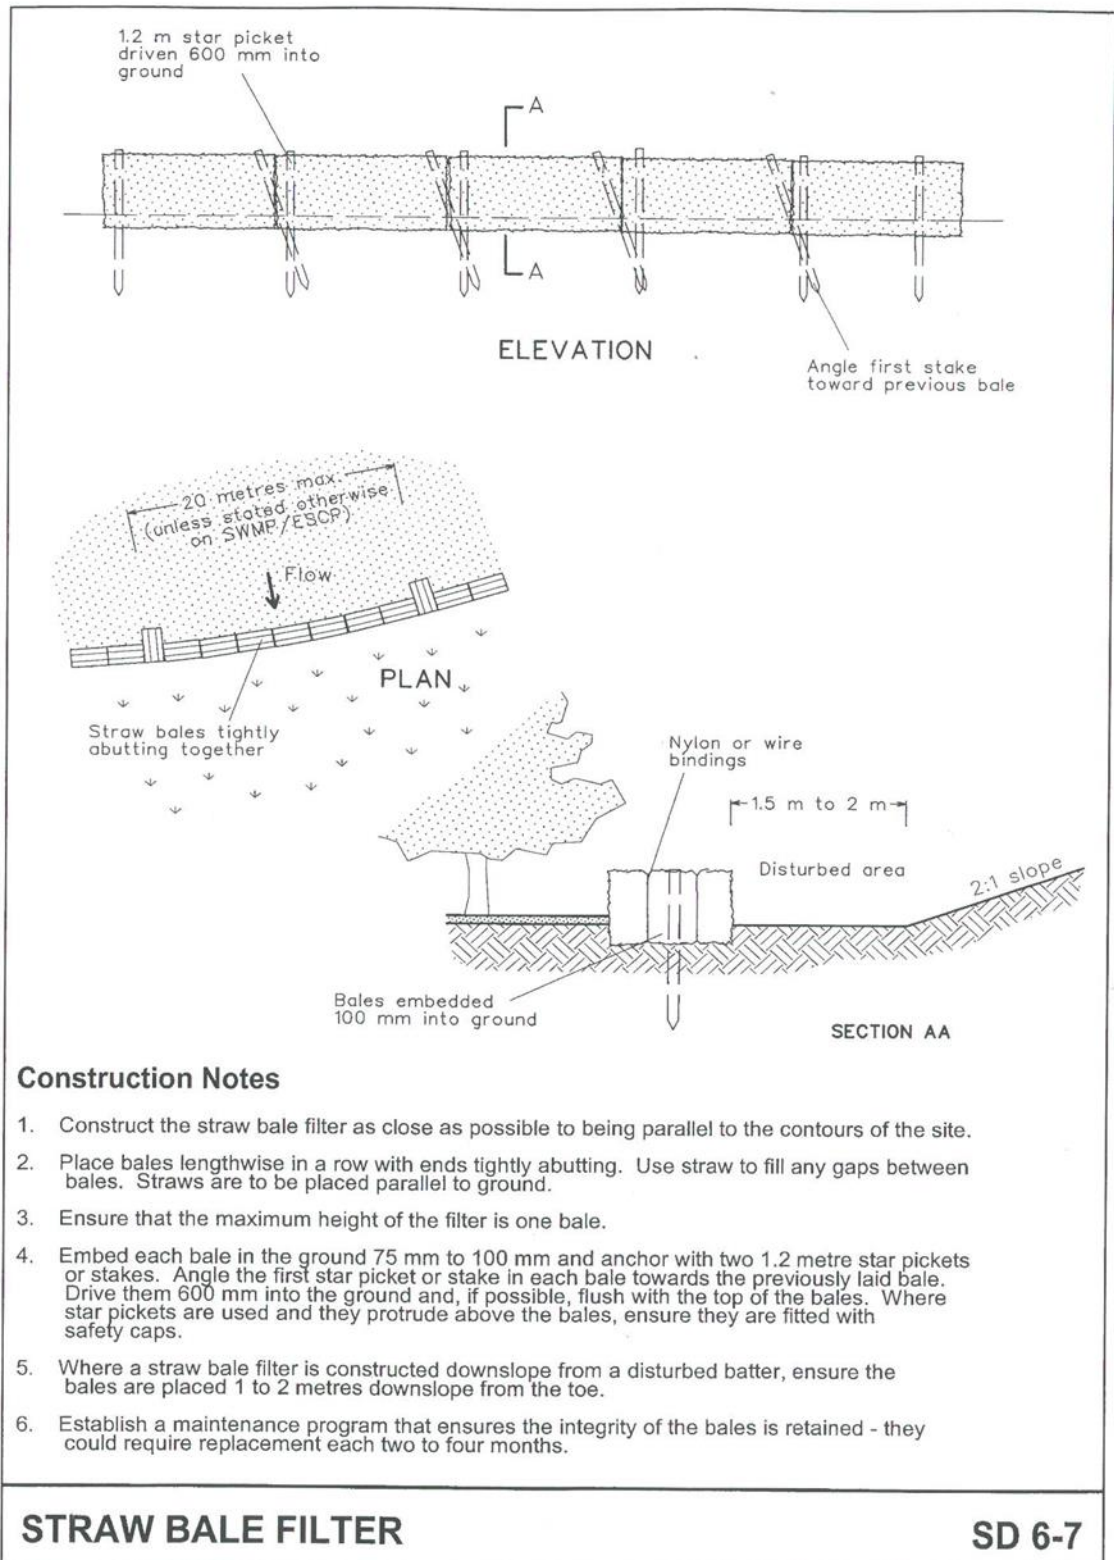 1.2 m star picket
driven 600 mm into
ground
A
A
ELEVATION
Angle first stake
toward previous bale
20 metres max.
(unless stated otherwise
on SWMP/ESCP)
Flow
PLAN
Straw bales tightly
abutting together
Nylon or wire
bindings
1.5 m to 2 m
Disturbed area
2:1 slope
Bales embedded
100 mm into ground
SECTION AA
Construction Notes
1. Construct the straw bale filter as close as possible to being parallel to the contours of the site.
2. Place bales lengthwise in a row with ends tightly abutting. Use straw to fill any gaps between
bales. Straws are to be placed parallel to ground.
3. Ensure that the maximum height of the filter is one bale.
4. Embed each bale in the ground 75 mm to 100 mm and anchor with two 1.2 metre star pickets
or stakes. Angle the first star picket or stake in each bale towards the previously laid bale.
Drive them 600 mm into the ground and, if possible, flush with the top of the bales. Where
star pickets are used and they protrude above the bales, ensure they are fitted with
safety caps.
5. Where a straw bale filter is constructed downslope from a disturbed batter, ensure the
bales are placed 1 to 2 metres downslope from the toe.
6. Establish a maintenance program that ensures the integrity of the bales is retained - they
could require replacement each two to four months.
STRAW BALE FILTER
SD 6-7